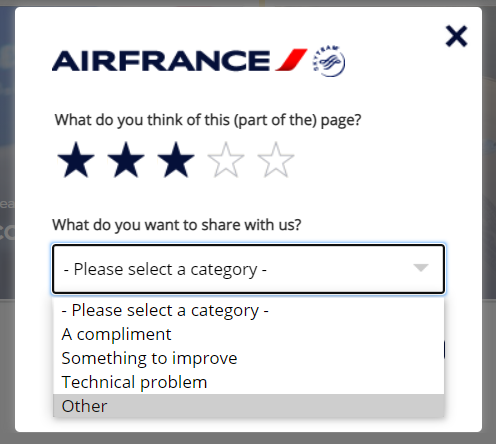 AIRFRANCE
SKYTEAM
What do you think of this (part of the) page?
What do you want to share with us?
- Please select a category -
- Please select a category -
A compliment
Something to improve
Technical problem
Other